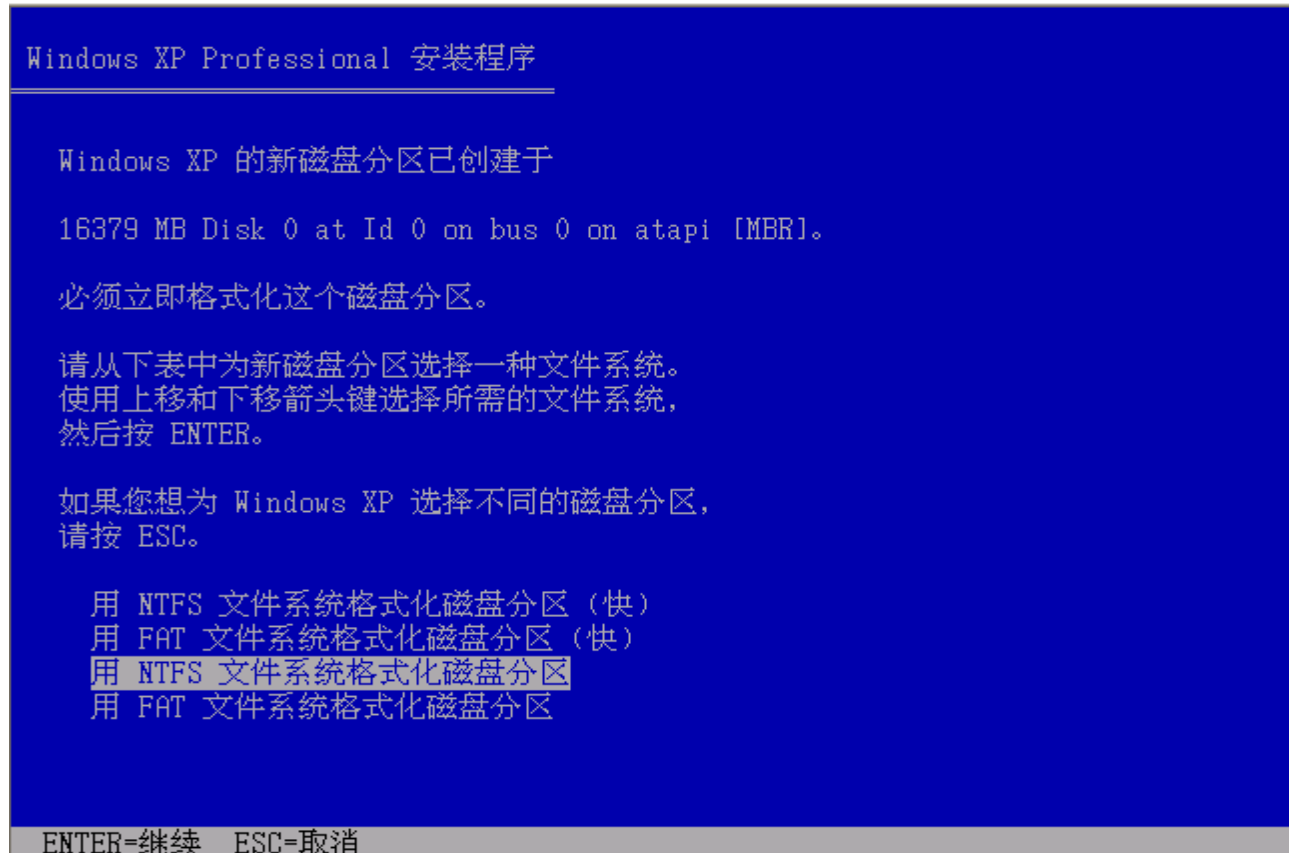 Windows XP Professional 安装程序
Windows XP 的新磁盘分区已创建于
16379 MB Disk 0 at Id 0 on bus 0 on atapi [MBR]。
必须立即格式化这个磁盘分区。
请从下表中为新磁盘分区选择一种文件系统。
使用上移和下移箭头键选择所需的文件系统，
然后按 ENTER。
如果您想为 Windows XP 选择不同的磁盘分区，
请按 ESC。
用 NTFS 文件系统格式化磁盘分区（快）
用 FAT 文件系统格式化磁盘分区（快）
用 NTFS 文件系统格式化磁盘分区
用 FAT 文件系统格式化磁盘分区
ENTER=继续 ESC=取消